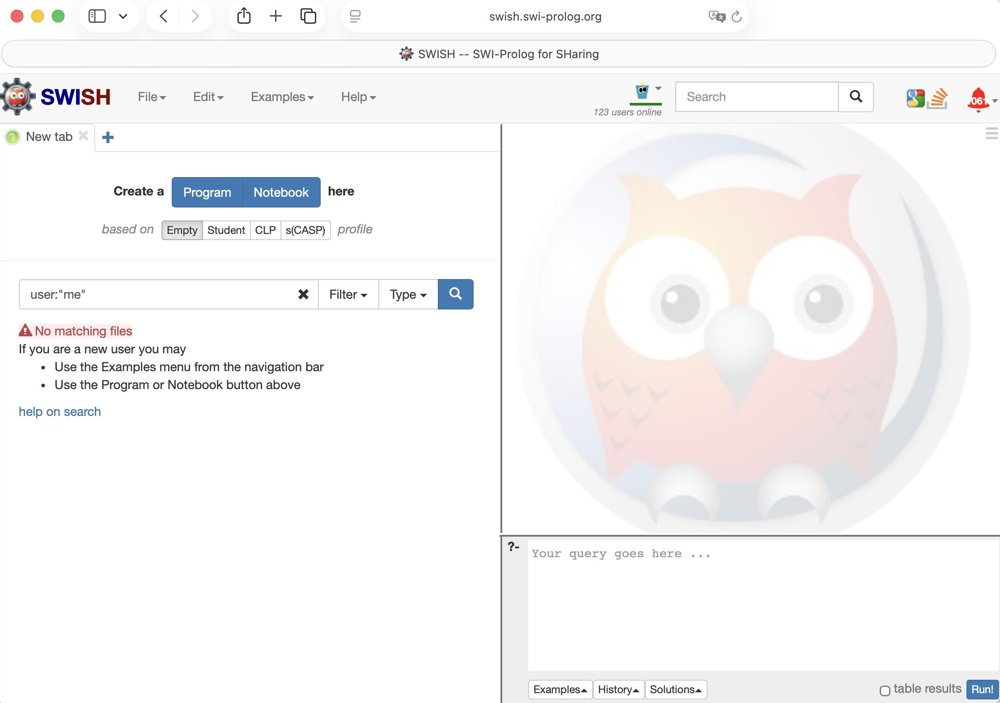 swish.swi-prolog.org
SWISH -- SWI-Prolog for SHaring
SWISH File Edit Examples Help Search
123 users online
New tab
Create a Program Notebook here
based on Empty Student CLP s(CASP) profile
user:"me" Filter Type
No matching files
If you are a new user you may
• Use the Examples menu from the navigation bar
• Use the Program or Notebook button above
help on search
?- Your query goes here ...
Examples History Solutions table results Run!